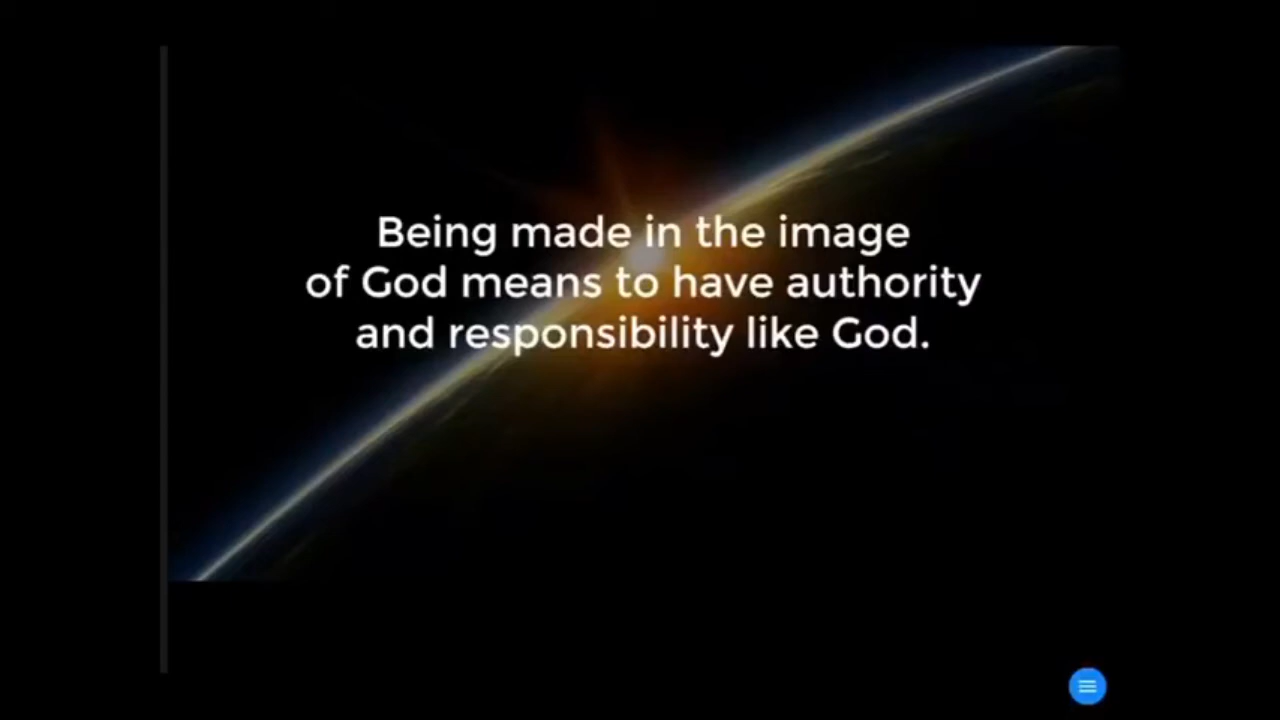 Being made in the image
of God means to have authority
and responsibility like God.